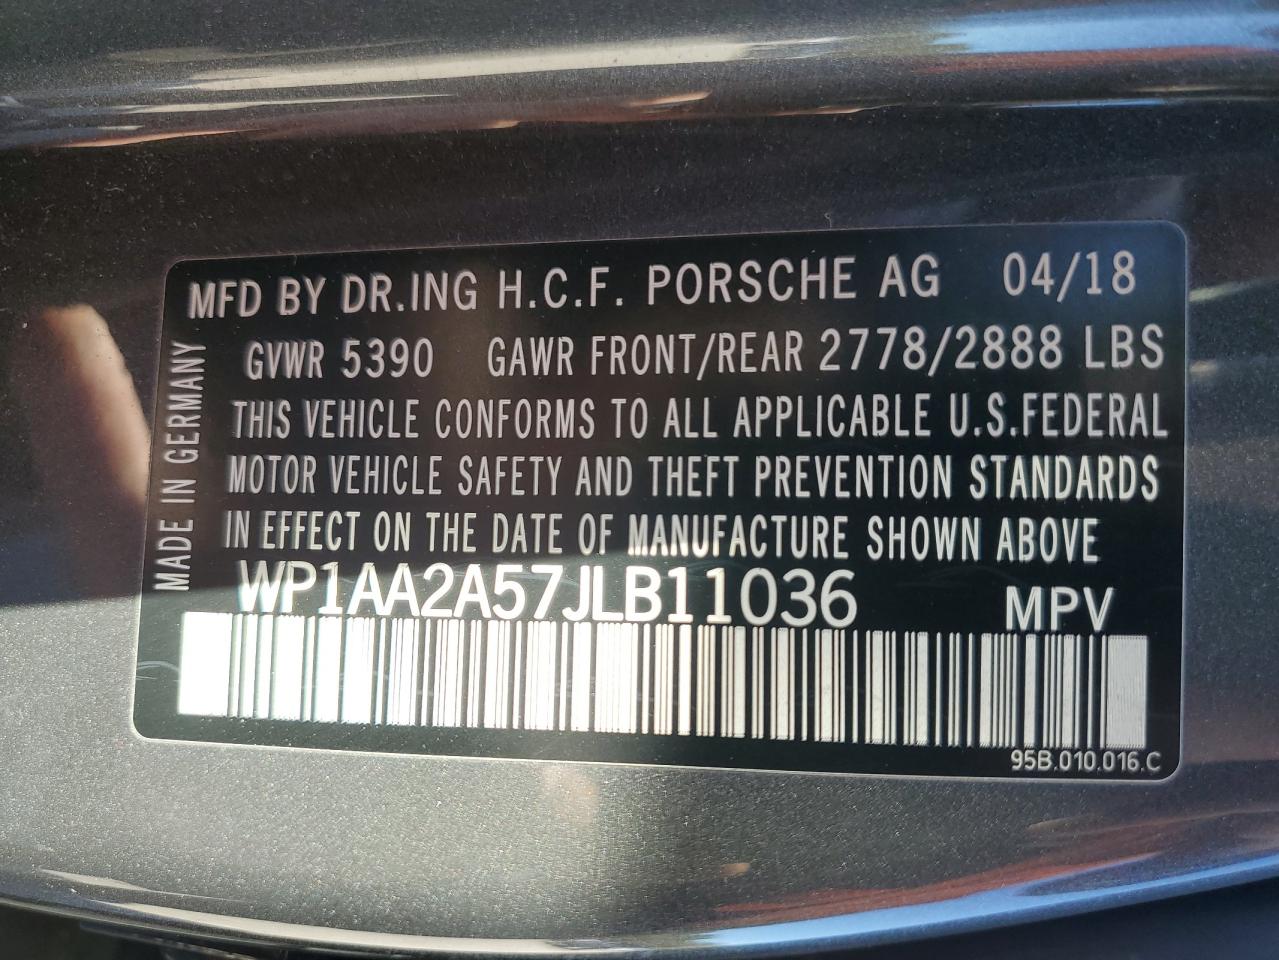 MFD BY DR.ING H.C.F. PORSCHE AG 04/18
GVWR 5390 GAWR FRONT/REAR 2778/2888 LBS
THIS VEHICLE CONFORMS TO ALL APPLICABLE U.S.FEDERAL
MOTOR VEHICLE SAFETY AND THEFT PREVENTION STANDARDS
IN EFFECT ON THE DATE OF MANUFACTURE SHOWN ABOVE
WP1AA2A57JLB11036 MPV
95B.010.016.C
MADE IN GERMANY